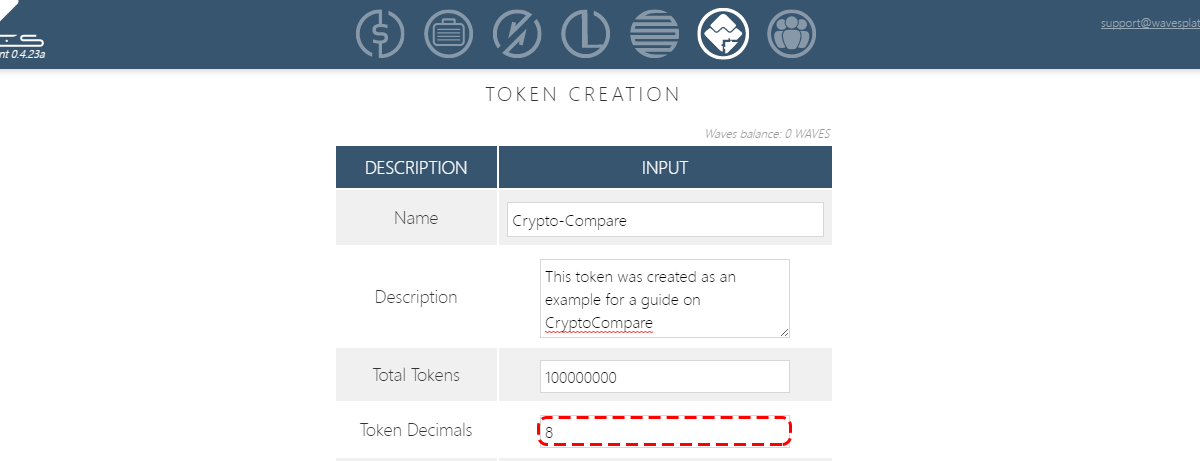 support@wavesplat
nt 0.4.23a
TOKEN CREATION
Waves balance: 0 WAVES
DESCRIPTION INPUT
Name Crypto-Compare
Description
This token was created as an
example for a guide on
CryptoCompare
Total Tokens 100000000
Token Decimals 8